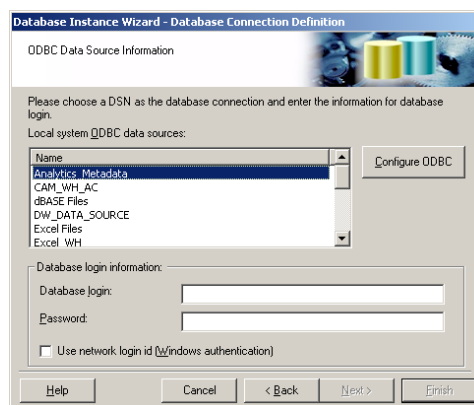 Database Instance Wizard - Database Connection Definition
ODBC Data Source Information
Please choose a DSN as the database connection and enter the information for database
login.
Local system ODBC data sources:
Name
Analytics_Metadata
CAM_WH_AC
dBASE Files
DW_DATA_SOURCE
Excel Files
Excel_WH
Configure ODBC
Database login information:
Database login:
Password:
Use network login id (Windows authentication)
Help
Cancel
< Back
Next >
Finish